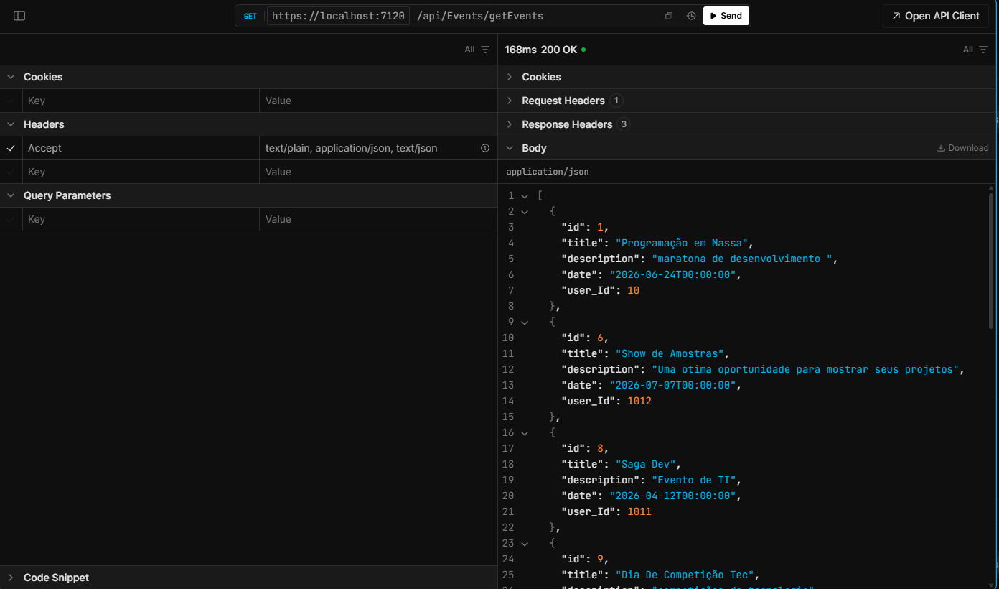 GET https://localhost:7120 /api/Events/getEvents Send Open API Client
All
168ms 200 OK All
Cookies
Key Value
Headers
Accept text/plain, application/json, text/json
Key Value
Query Parameters
Key Value
Code Snippet
Cookies
Request Headers 1
Response Headers 3
Body Download
application/json
1 [
2 {
3 "id": 1,
4 "title": "Programação em Massa",
5 "description": "maratona de desenvolvimento ",
6 "date": "2026-06-24T00:00:00",
7 "user_Id": 10
8 },
9 {
10 "id": 6,
11 "title": "Show de Amostras",
12 "description": "Uma otima oportunidade para mostrar seus projetos",
13 "date": "2026-07-07T00:00:00",
14 "user_Id": 1012
15 },
16 {
17 "id": 8,
18 "title": "Saga Dev",
19 "description": "Evento de TI",
20 "date": "2026-04-12T00:00:00",
21 "user_Id": 1011
22 },
23 {
24 "id": 9,
25 "title": "Dia De Competição Tec",